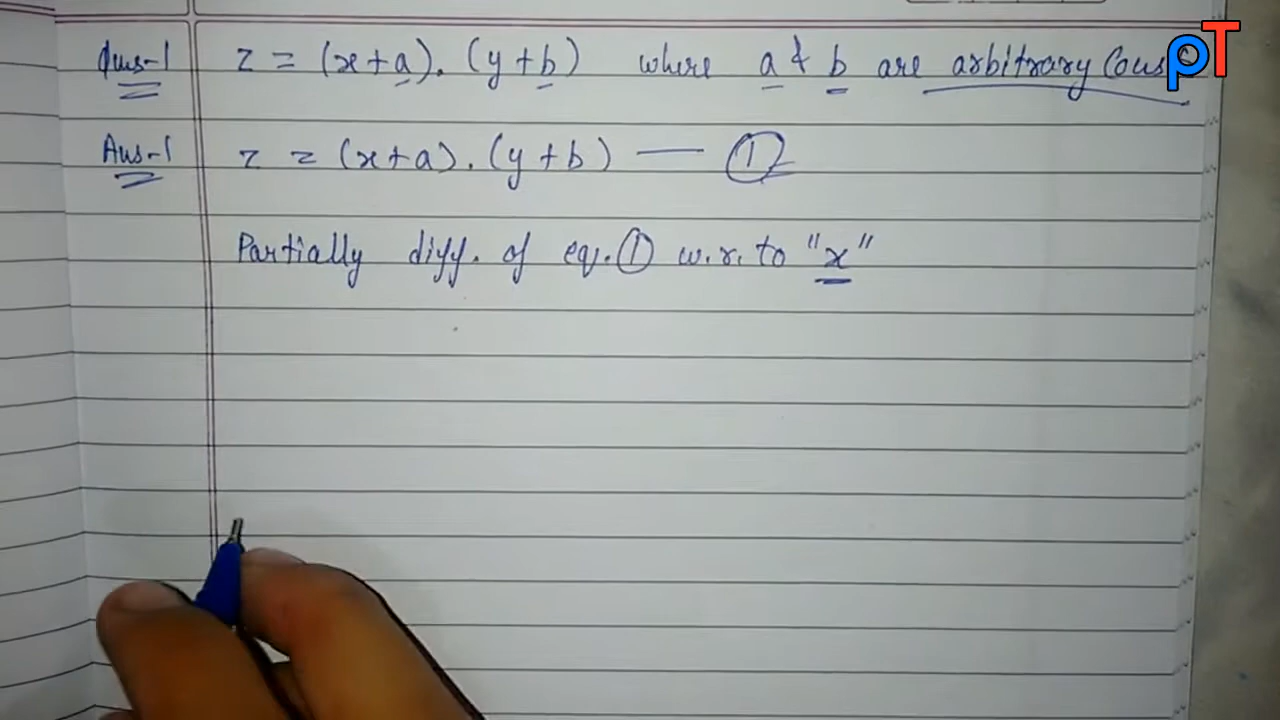 Ques-1 z = (x+a).(y+b) where a & b are arbitrary Cons
pT
Ans-1 z = (x+a).(y+b) — ①
Partially diff. of eq.① w.r. to "x"